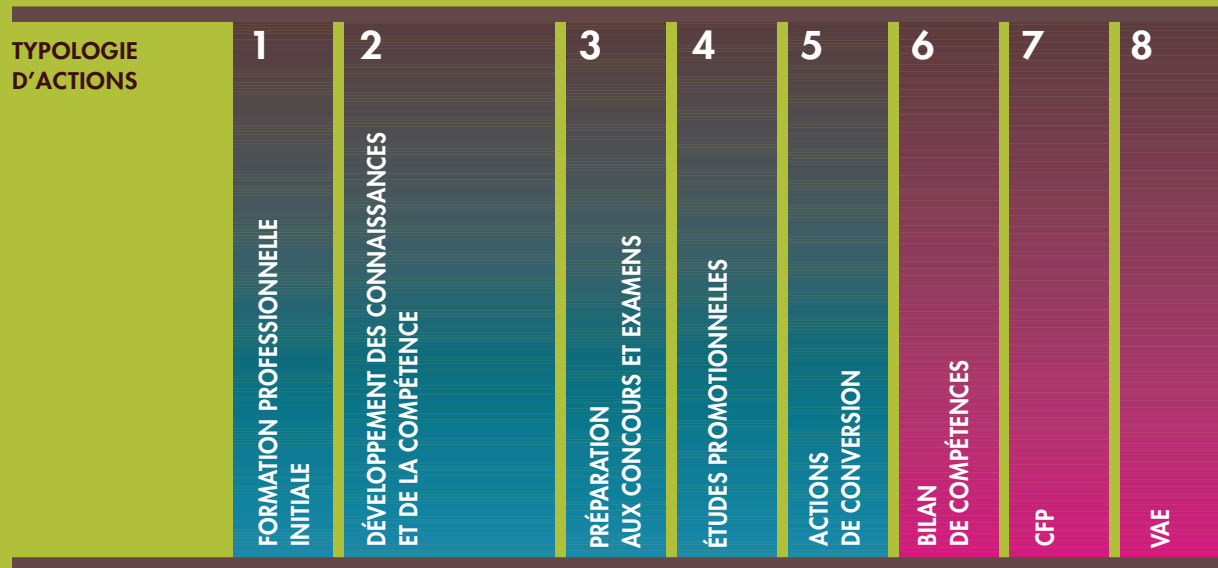 TYPOLOGIE
D'ACTIONS
1
FORMATION PROFESSIONNELLE
INITIALE
2
DÉVELOPPEMENT DES CONNAISSANCES
ET DE LA COMPÉTENCE
3
PRÉPARATION
AUX CONCOURS ET EXAMENS
4
ÉTUDES PROMOTIONNELLES
5
ACTIONS
DE CONVERSION
6
BILAN
DE COMPÉTENCES
7
CFP
8
VAE